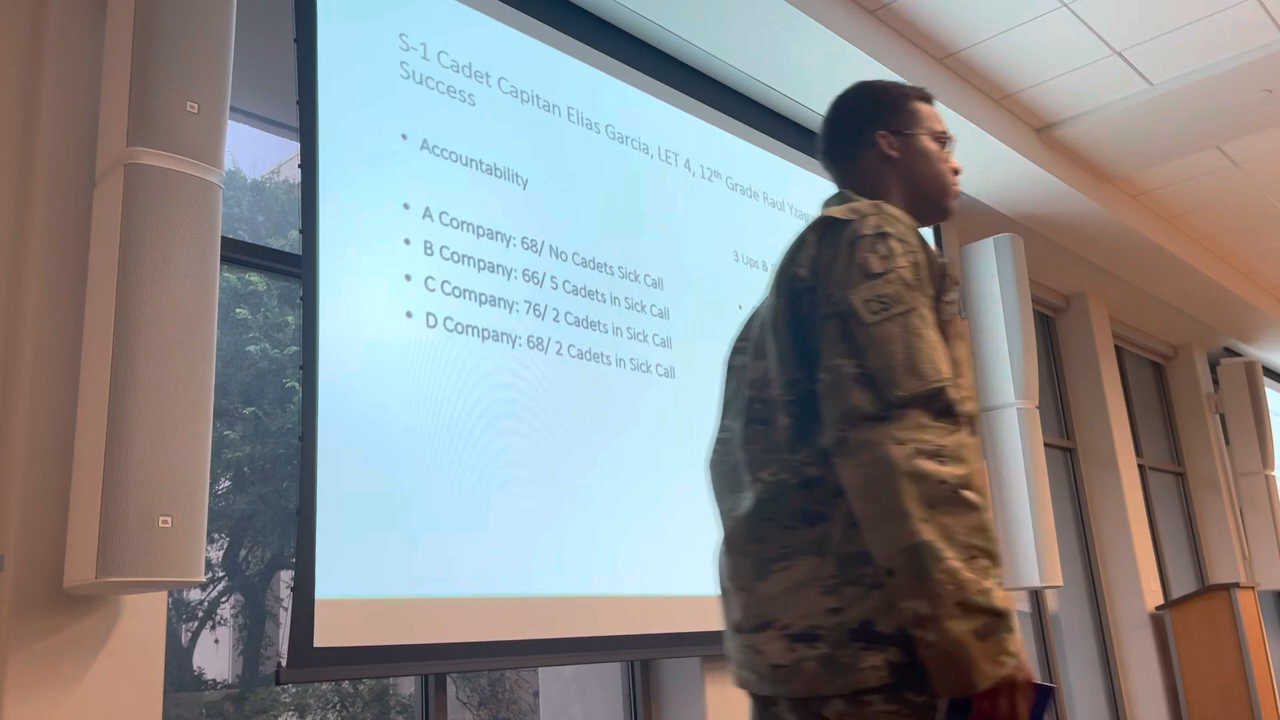 S-1 Cadet Capitan Elias Garcia, LET 4, 12th Grade Raul
Success
• Accountability
• A Company: 68/ No Cadets Sick Call
• B Company: 66/ 5 Cadets in Sick Call
• C Company: 76/ 2 Cadets in Sick Call
• D Company: 68/ 2 Cadets in Sick Call
3 Ups &
JBL
JBL